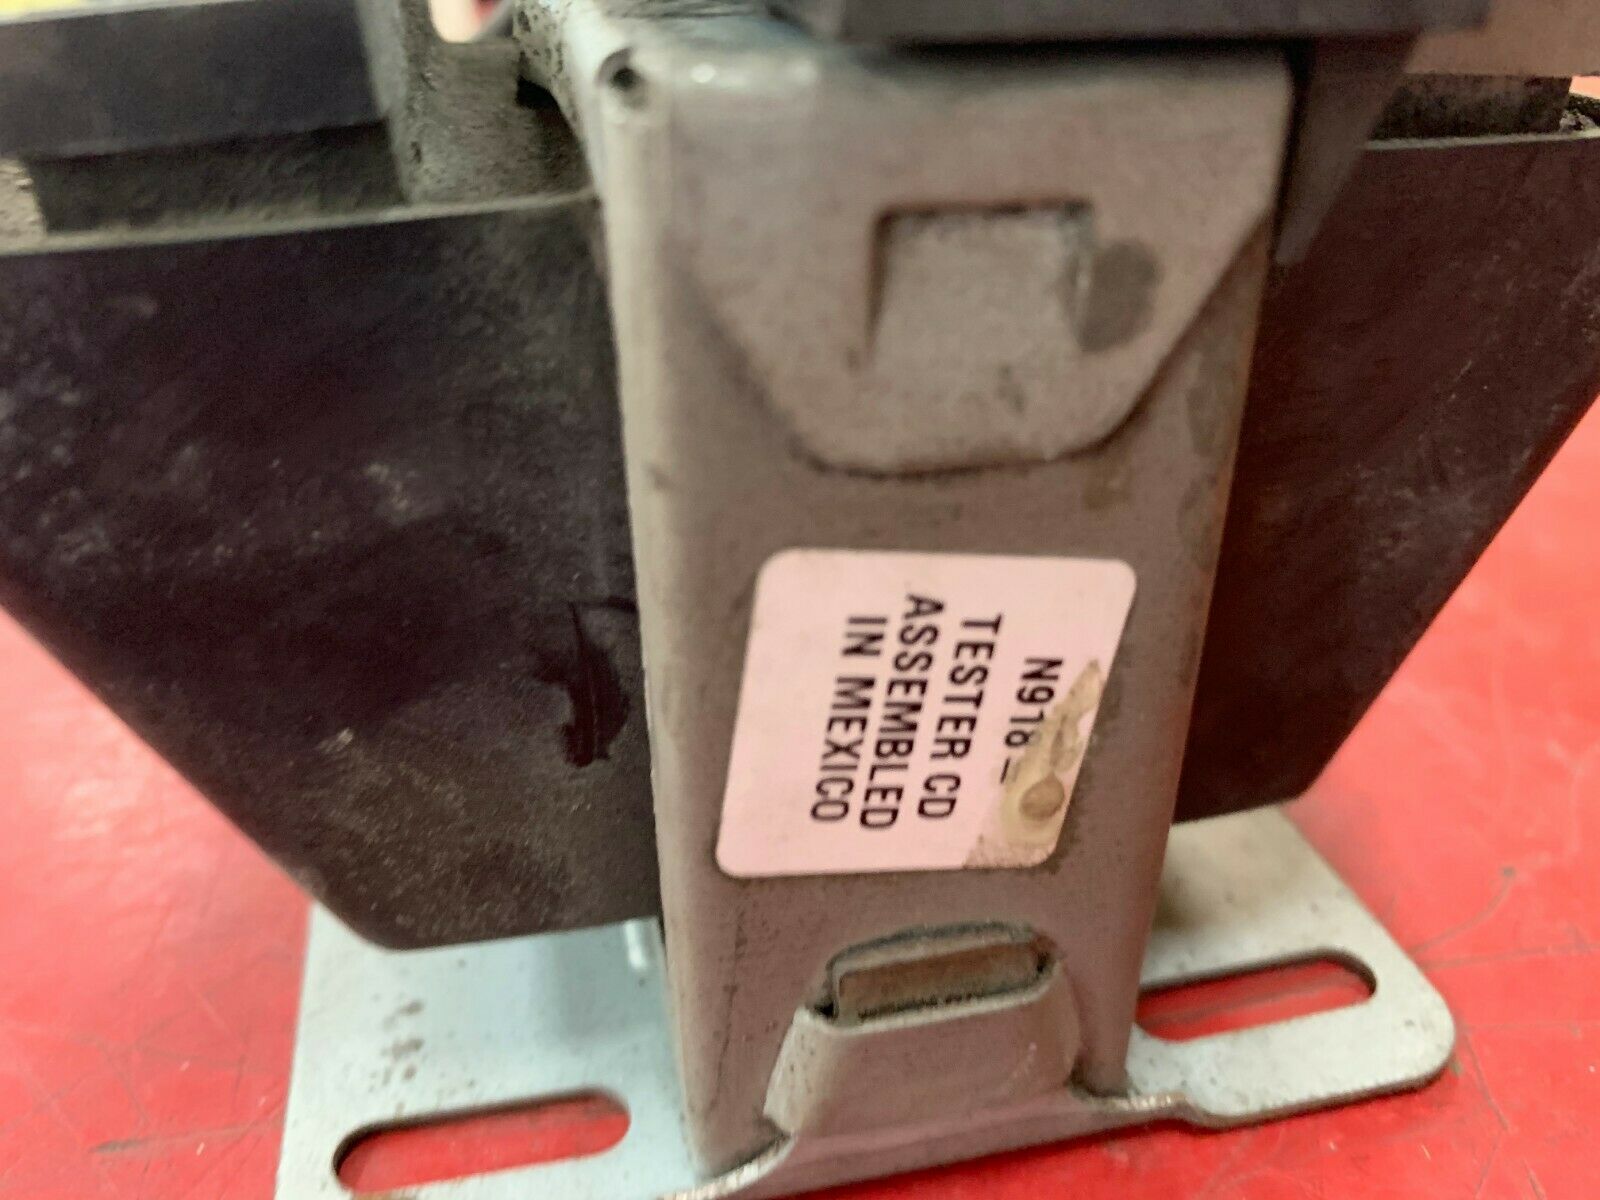 N918
TESTER CD
ASSEMBLED
IN MEXICO